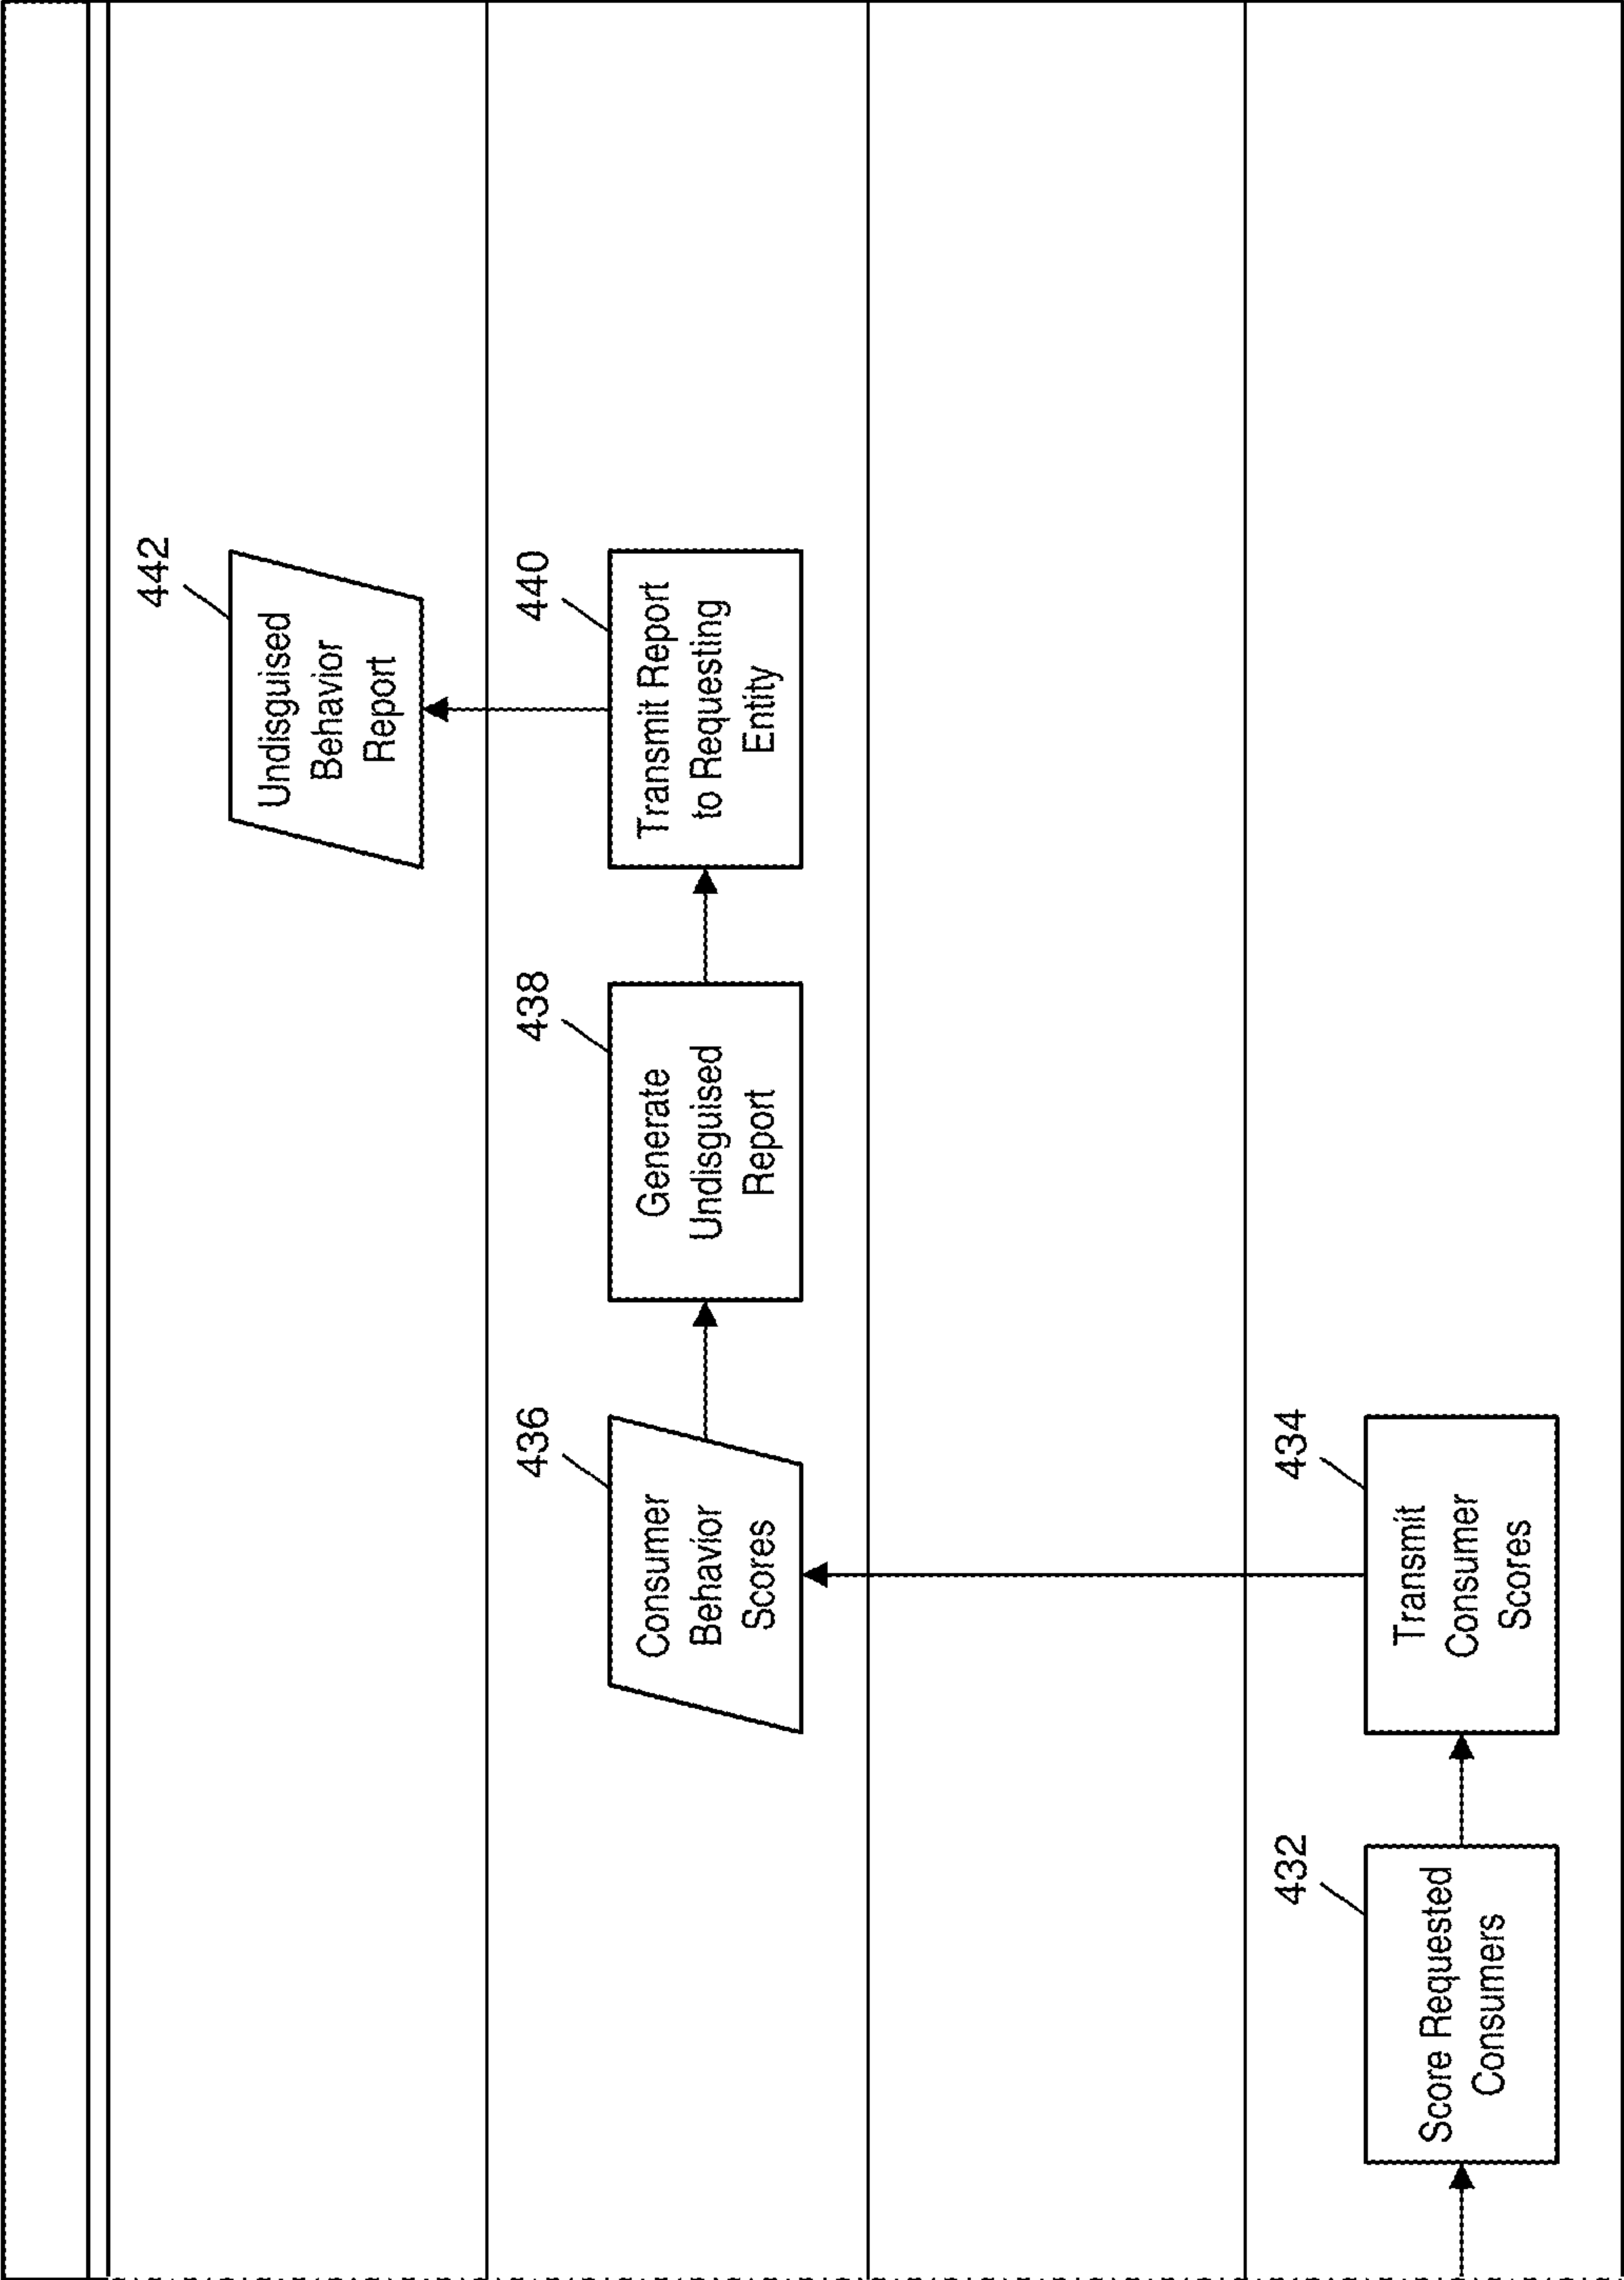 442
Undisguised
Behavior
Report
436
Consumer
Behavior
Scores
438
Generate
Undisguised
Report
440
Transmit Report
to Requesting
Entity
432
Score Requested
Consumers
434
Transmit
Consumer
Scores